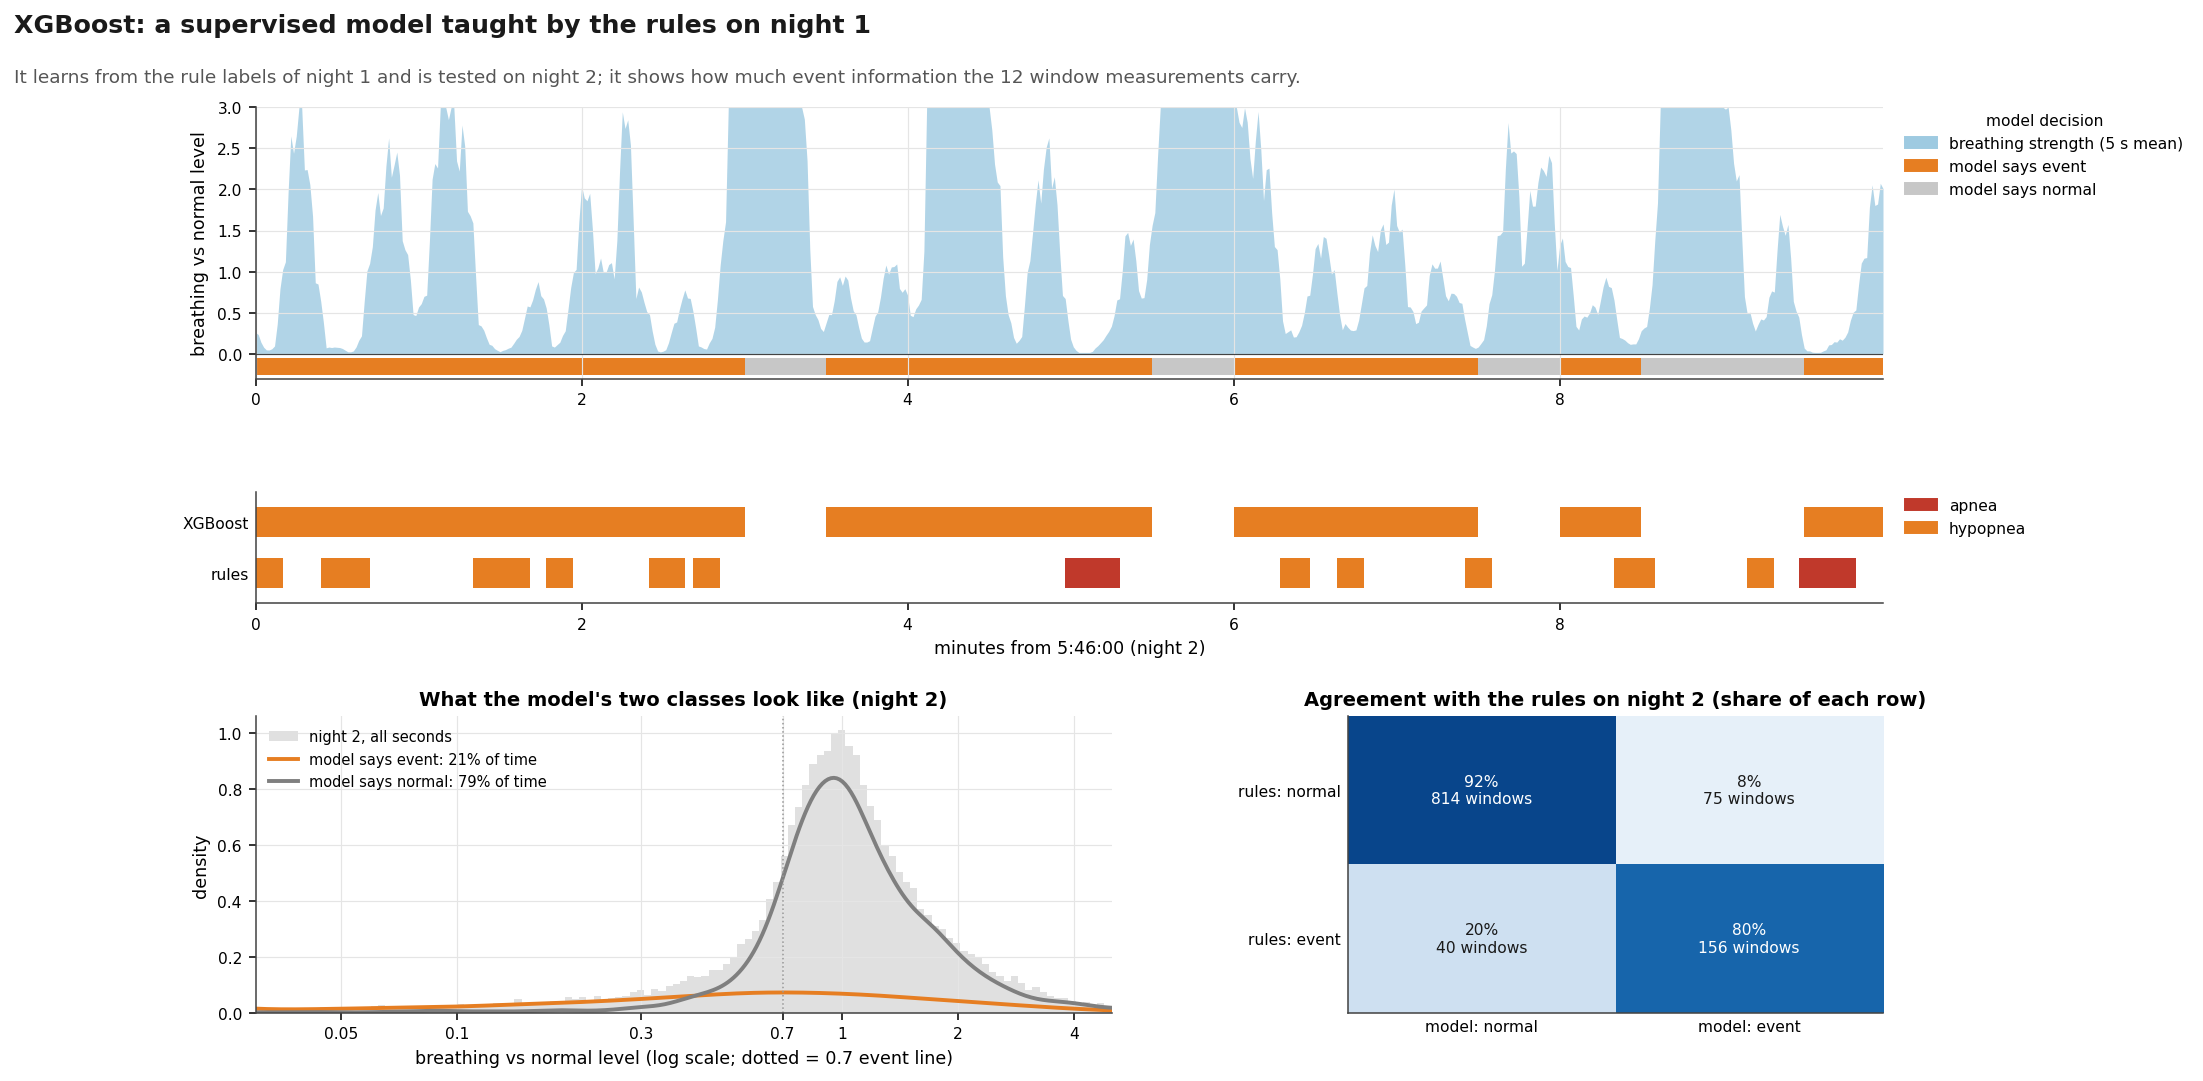 XGBoost: a supervised model taught by the rules on night 1
It learns from the rule labels of night 1 and is tested on night 2; it shows how much event information the 12 window measurements carry.
breathing vs normal level
3.0
2.5
2.0
1.5
1.0
0.5
0.0
0 2 4 6 8
model decision
breathing strength (5 s mean)
model says event
model says normal
XGBoost
rules
0 2 4 6 8
minutes from 5:46:00 (night 2)
apnea
hypopnea
What the model's two classes look like (night 2)
density
1.0
0.8
0.6
0.4
0.2
0.0
night 2, all seconds
model says event: 21% of time
model says normal: 79% of time
0.05 0.1 0.3 0.7 1 2 4
breathing vs normal level (log scale; dotted = 0.7 event line)
Agreement with the rules on night 2 (share of each row)
rules: normal
92%
814 windows
8%
75 windows
rules: event
20%
40 windows
80%
156 windows
model: normal model: event